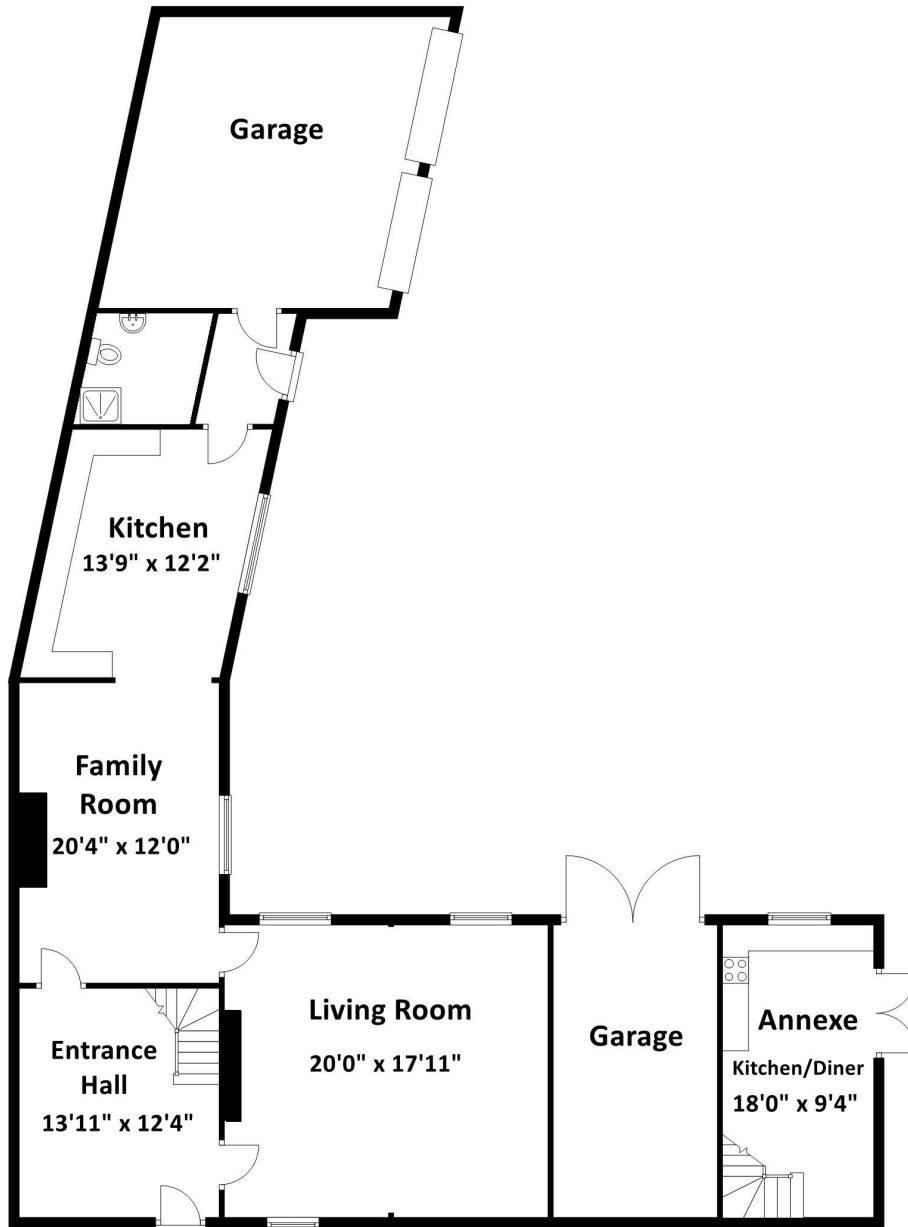 Garage
Kitchen
13'9" x 12'2"
Family
Room
20'4" x 12'0"
Living Room
20'0" x 17'11"
Entrance
Hall
13'11" x 12'4"
Garage
Annexe
Kitchen/Diner
18'0" x 9'4"